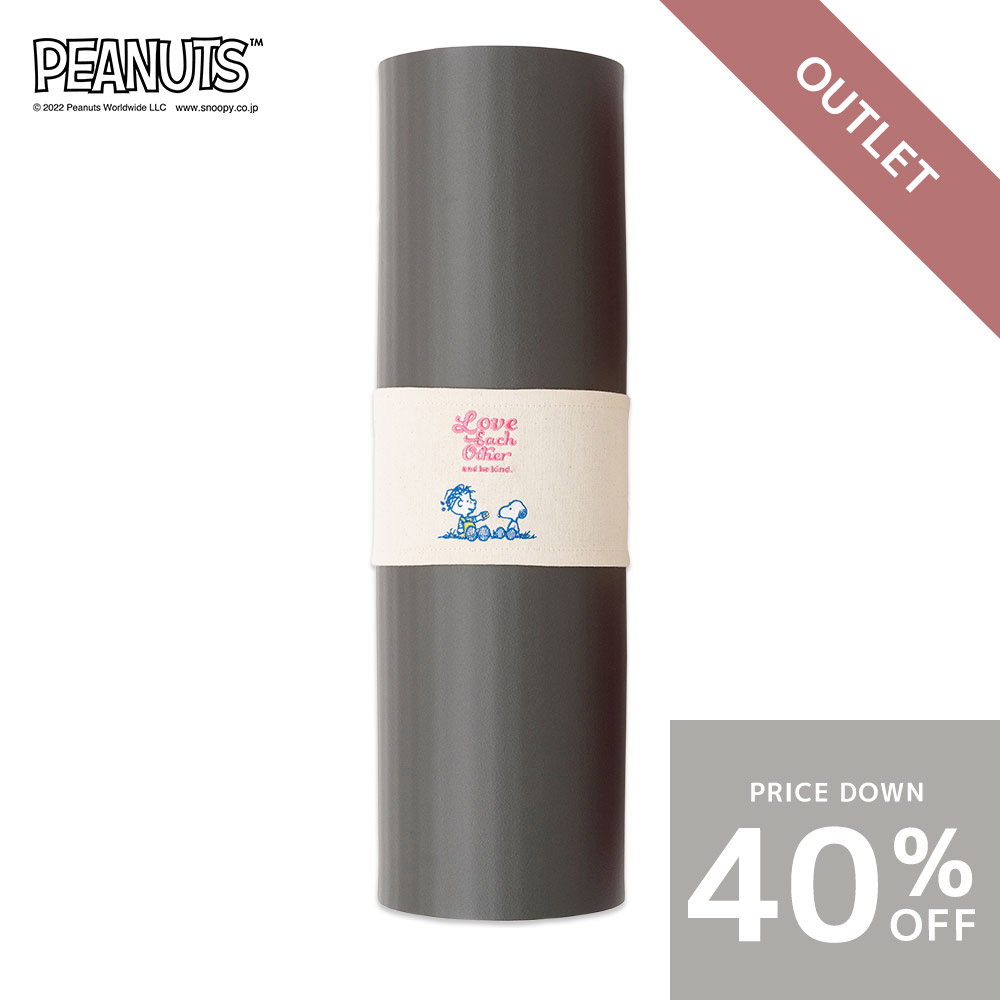 PEANUTS™
© 2022 Peanuts Worldwide LLC www.snoopy.co.jp
OUTLET
Love
Each
Other
and be kind.
PRICE DOWN
40%
OFF